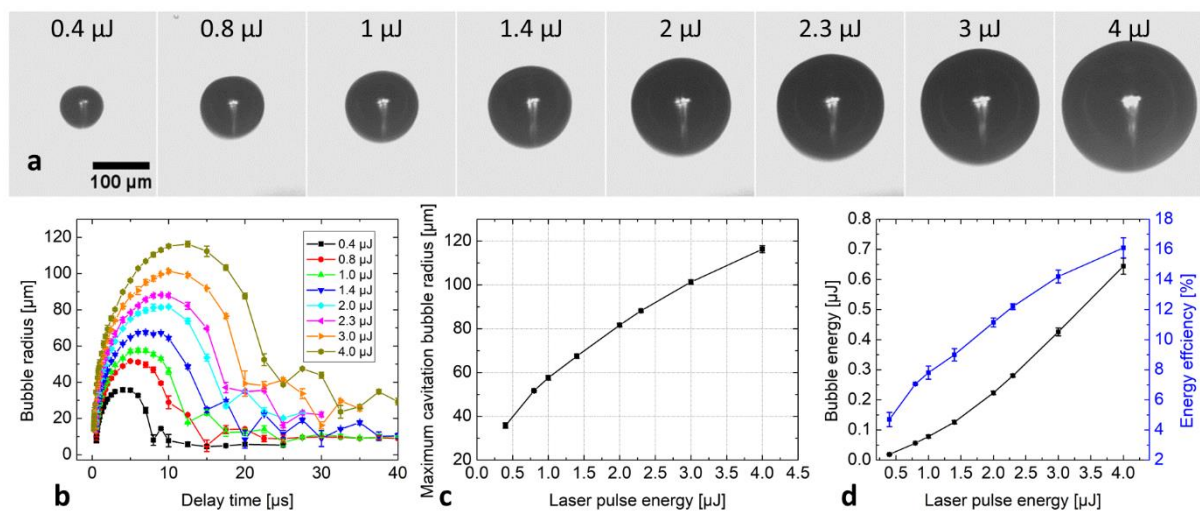 0.4 µJ 0.8 µJ 1 µJ 1.4 µJ 2 µJ 2.3 µJ 3 µJ 4 µJ
a
100 µm
120
100
80
60
40
20
0
Bubble radius [µm]
0.4 µJ
0.8 µJ
1.0 µJ
1.4 µJ
2.0 µJ
2.3 µJ
3.0 µJ
4.0 µJ
0 10 20 30 40
b
Delay time [µs]
Maximum cavitation bubble radius [µm]
120
100
80
60
40
20
0.0 0.5 1.0 1.5 2.0 2.5 3.0 3.5 4.0 4.5
c
Laser pulse energy [µJ]
Bubble energy [µJ]
0.8
0.7
0.6
0.5
0.4
0.3
0.2
0.1
0.0
0.5 1.0 1.5 2.0 2.5 3.0 3.5 4.0
18
16
14
12
10
8
6
4
2
Energy effciency [%]
d
Laser pulse energy [µJ]